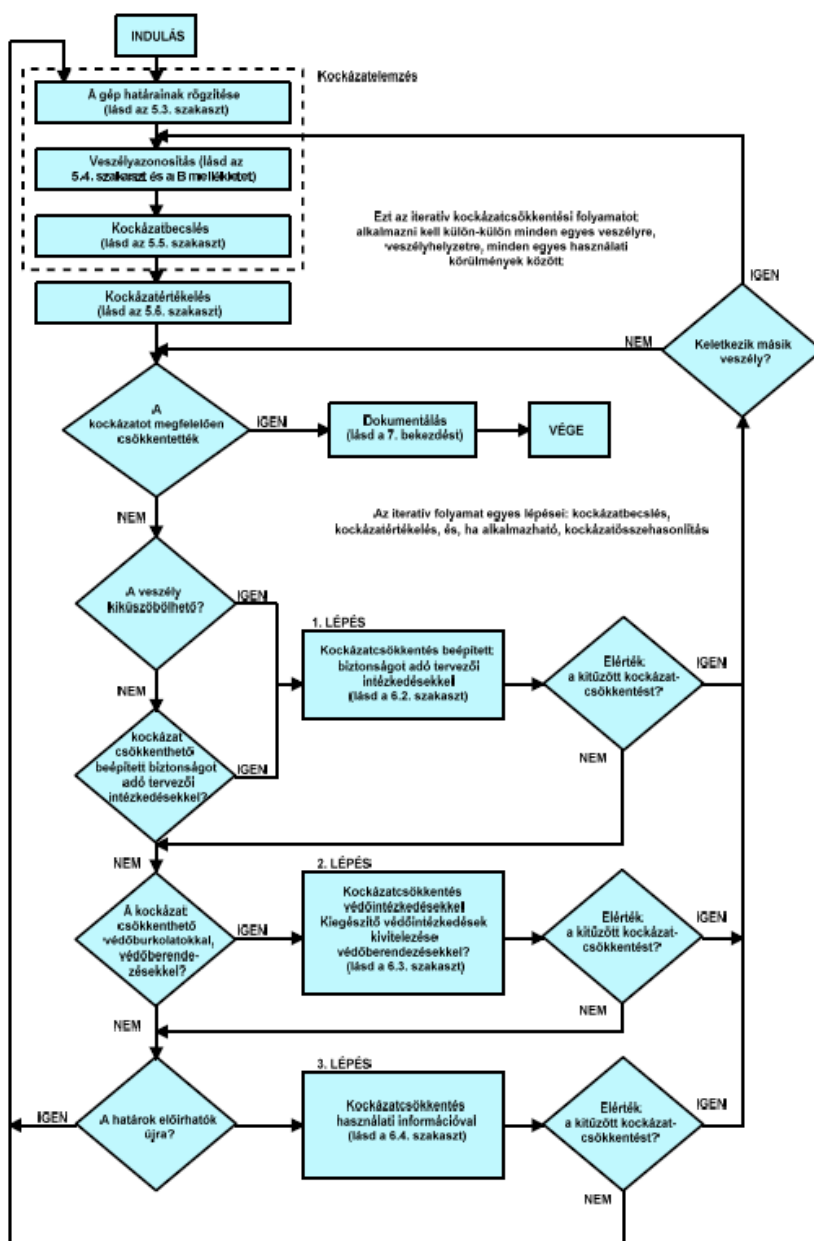 INDULÁS
Kockázatelemzés
A gép határainak rögzítése
(lásd az 5.3. szakaszt)
Veszélyazonosítás (lásd az
5.4. szakaszt és a B mellékletet)
Kockázatbecslés
(lásd az 5.5. szakaszt)
Ezt az iteratív kockázatcsökkentési folyamatot
alkalmazni kell külön-külön minden egyes veszélyre,
veszélyhelyzetre, minden egyes használati
körülmények között
IGEN
Kockázatértékelés
(lásd az 5.6. szakaszt)
NEM
Keletkezik másik
veszély?
A
kockázatot megfelelően
csökkentették
IGEN
Dokumentálás
(lásd a 7. bekezdést)
VÉGE
NEM
Az iteratív folyamat egyes lépései: kockázatbecslés,
kockázatértékelés, és, ha alkalmazható, kockázatösszehasonlítás
A veszély
kiküszöbölhető?
IGEN
1. LÉPÉS
Kockázatcsökkentés beépített
biztonságot adó tervezői
intézkedésekkel
(lásd a 6.2. szakaszt)
Elérték
a kitűzött kockázat-
csökkentést?
IGEN
NEM
NEM
kockázat
csökkenthető
beépített biztonságot
adó tervezői
intézkedésekkel?
IGEN
NEM
2. LÉPÉS
A kockázat
csökkenthető
védőburkolatokkal,
védőberende-
zésekkel?
IGEN
Kockázatcsökkentés
védőintézkedésekkel
Kiegészítő védőintézkedések
kivitelezése
védőberendezésekkel?
(lásd a 6.3. szakaszt)
Elérték
a kitűzött kockázat-
csökkentést?
IGEN
NEM
NEM
3. LÉPÉS
IGEN
A határok előírhatók
újra?
Kockázatcsökkentés
használati információval
(lásd a 6.4. szakaszt)
Elérték
a kitűzött kockázat-
csökkentést?
IGEN
NEM